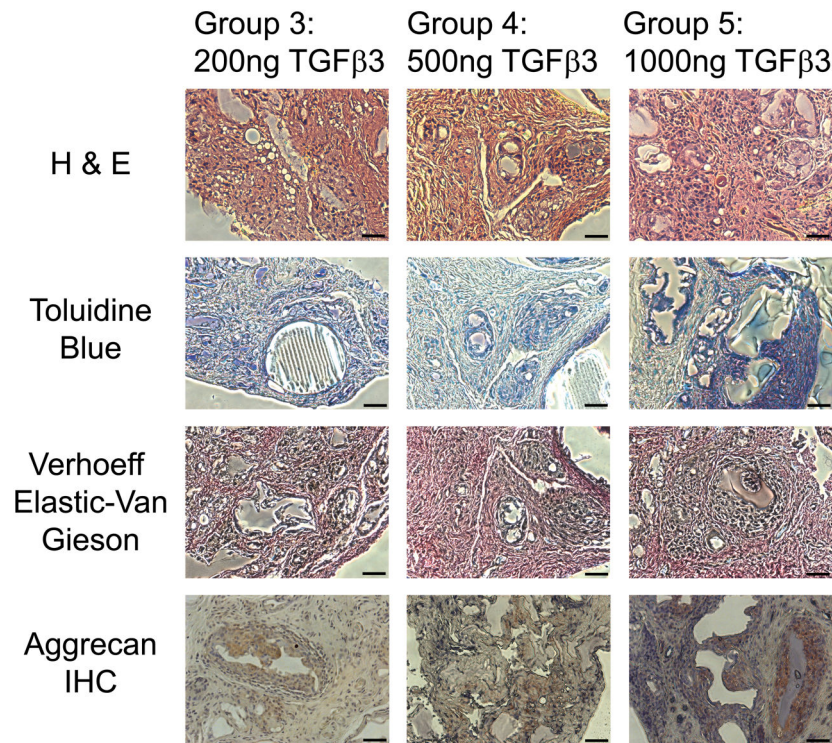 Group 3:
200ng TGFβ3
Group 4:
500ng TGFβ3
Group 5:
1000ng TGFβ3
H & E
Toluidine
Blue
Verhoeff
Elastic-Van
Gieson
Aggrecan
IHC